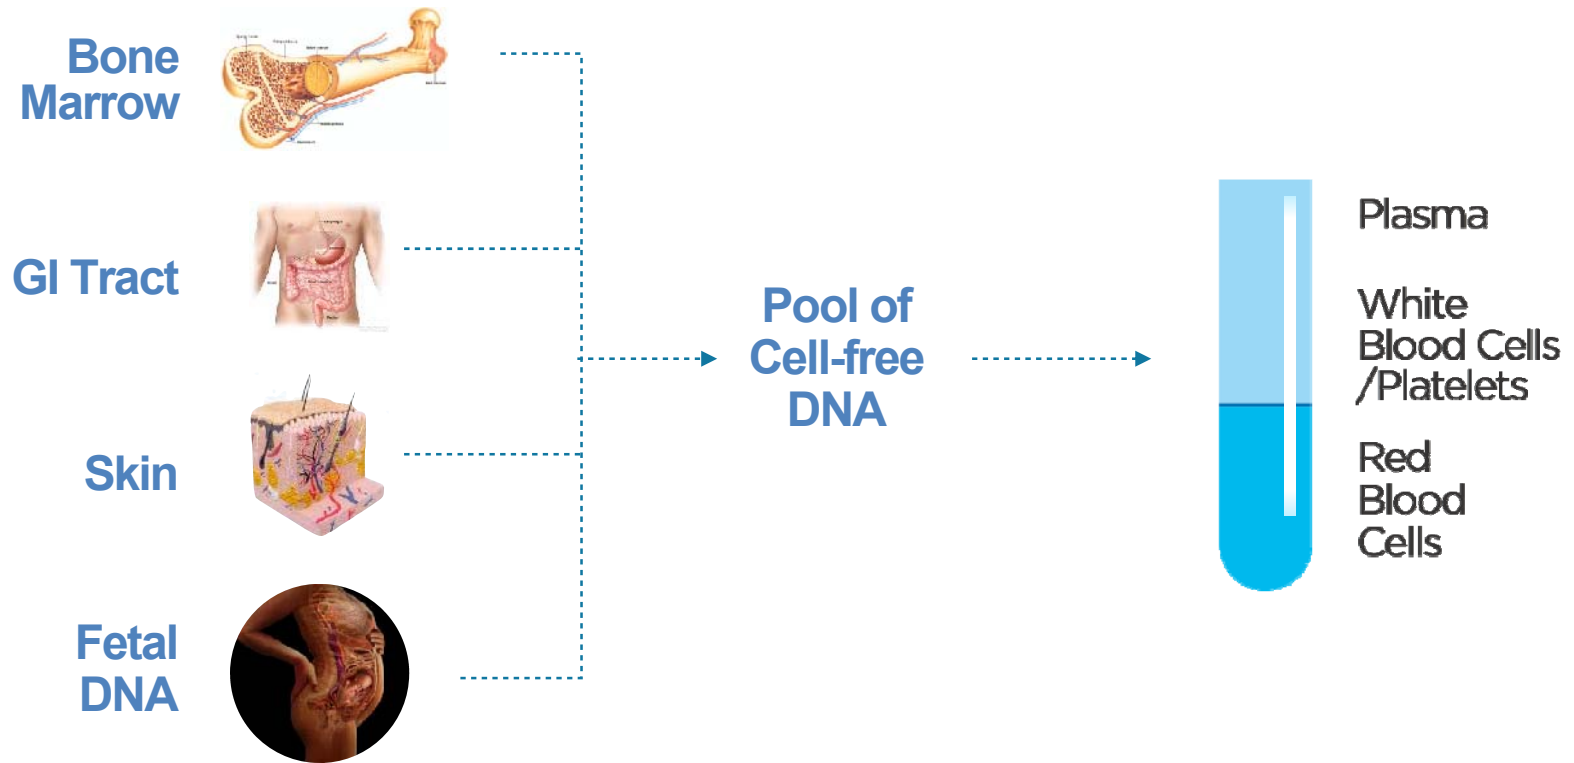 Bone
Marrow
GI Tract
Skin
Fetal
DNA
Pool of
Cell-free
DNA
Plasma
White
Blood Cells
/Platelets
Red
Blood
Cells